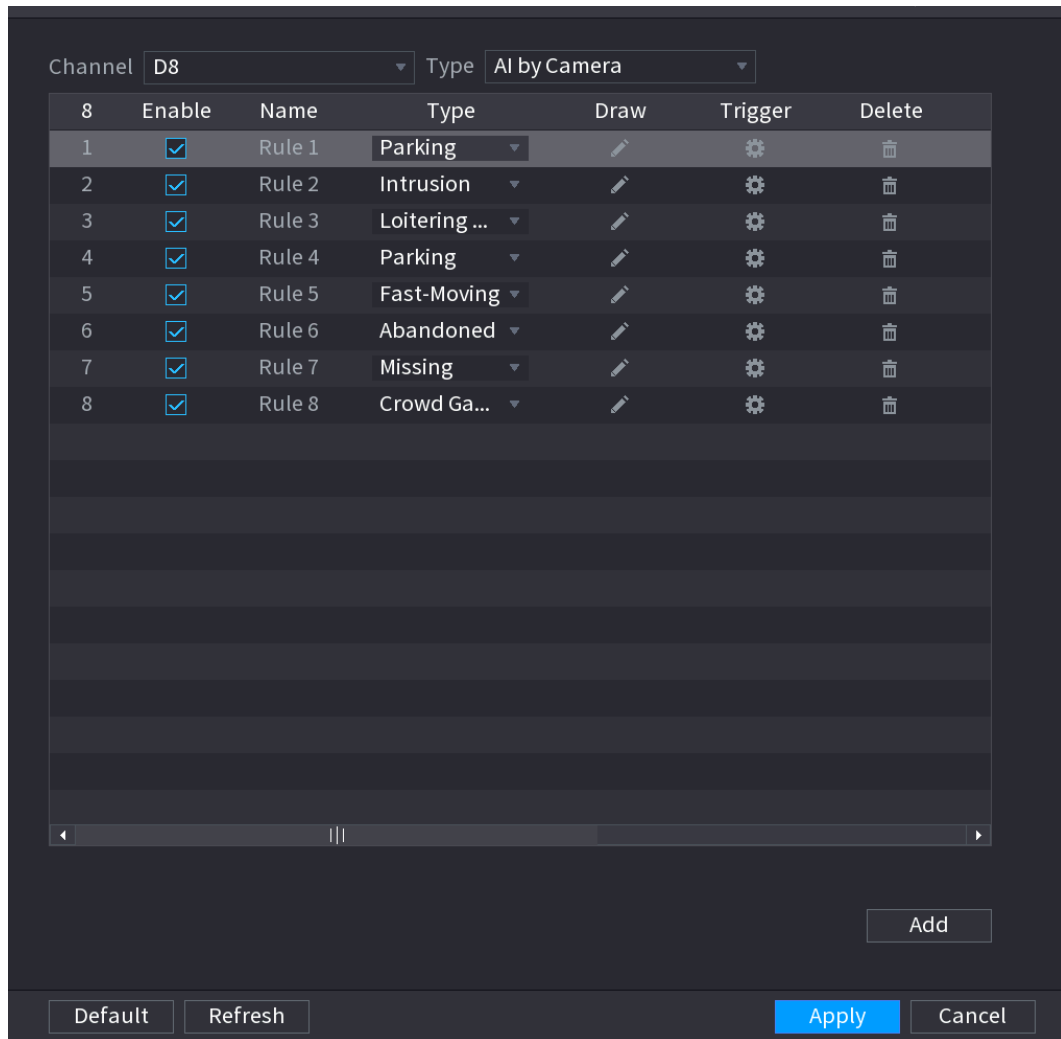 Channel D8 Type AI by Camera
8 Enable Name Type Draw Trigger Delete
1 Rule 1 Parking
2 Rule 2 Intrusion
3 Rule 3 Loitering ...
4 Rule 4 Parking
5 Rule 5 Fast-Moving
6 Rule 6 Abandoned
7 Rule 7 Missing
8 Rule 8 Crowd Ga...
Add
Default Refresh Apply Cancel